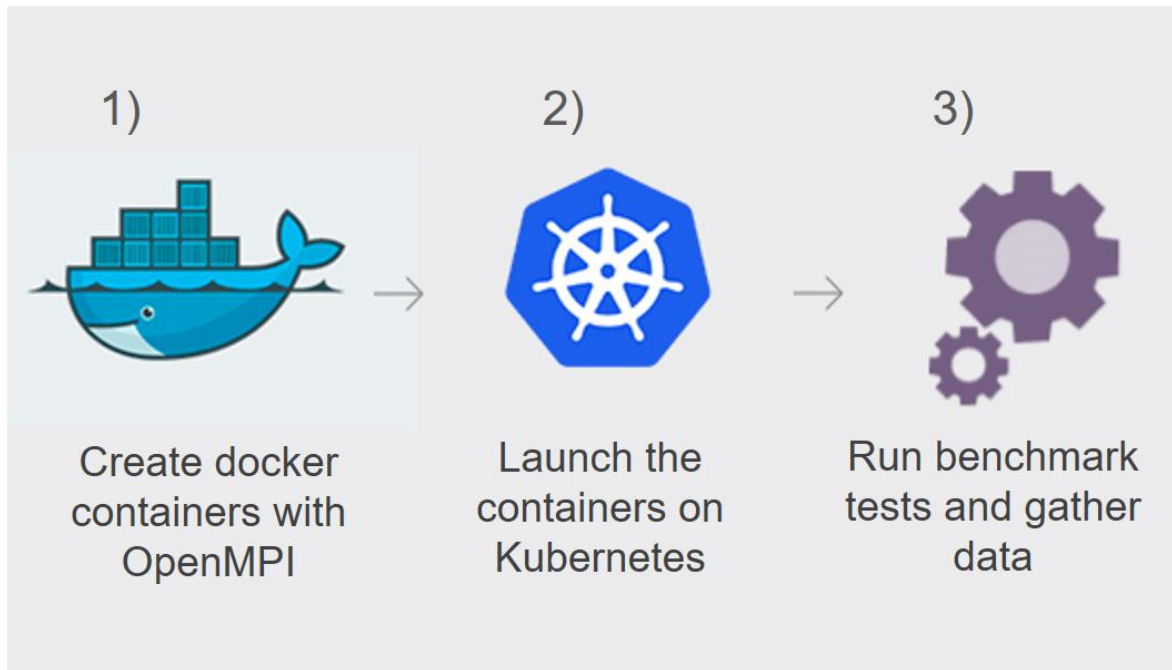 1)
Create docker
containers with
OpenMPI
2)
Launch the
containers on
Kubernetes
3)
Run benchmark
tests and gather
data